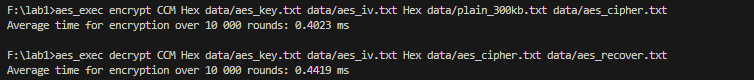 F:\lab1>aes_exec encrypt CCM Hex data/aes_key.txt data/aes_iv.txt Hex data/plain_300kb.txt data/aes_cipher.txt
Average time for encryption over 10 000 rounds: 0.4023 ms
F:\lab1>aes_exec decrypt CCM Hex data/aes_key.txt data/aes_iv.txt Hex data/aes_cipher.txt data/aes_recover.txt
Average time for encryption over 10 000 rounds: 0.4419 ms